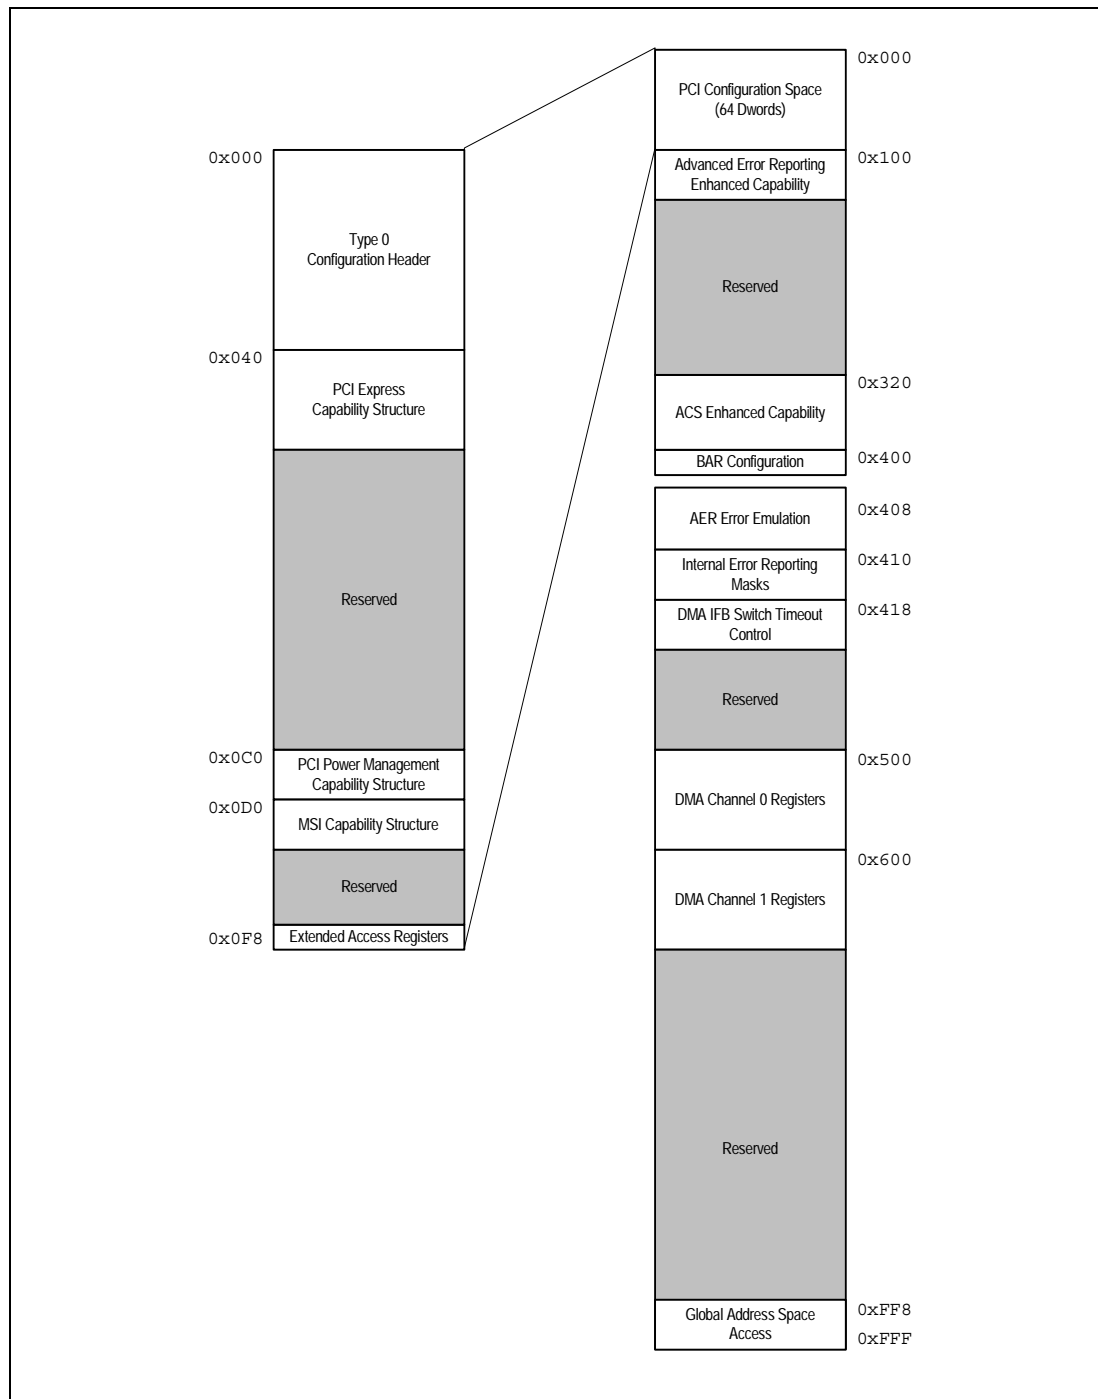 0x000
Type 0
Configuration Header
0x040
PCI Express
Capability Structure
Reserved
0x0C0
PCI Power Management
Capability Structure
0x0D0
MSI Capability Structure
Reserved
0x0F8
Extended Access Registers
0x000
PCI Configuration Space
(64 Dwords)
0x100
Advanced Error Reporting
Enhanced Capability
Reserved
0x320
ACS Enhanced Capability
BAR Configuration
0x400
AER Error Emulation
0x408
Internal Error Reporting
Masks
0x410
DMA IFB Switch Timeout
Control
0x418
Reserved
0x500
DMA Channel 0 Registers
0x600
DMA Channel 1 Registers
Reserved
Global Address Space
Access
0xFF8
0xFFF